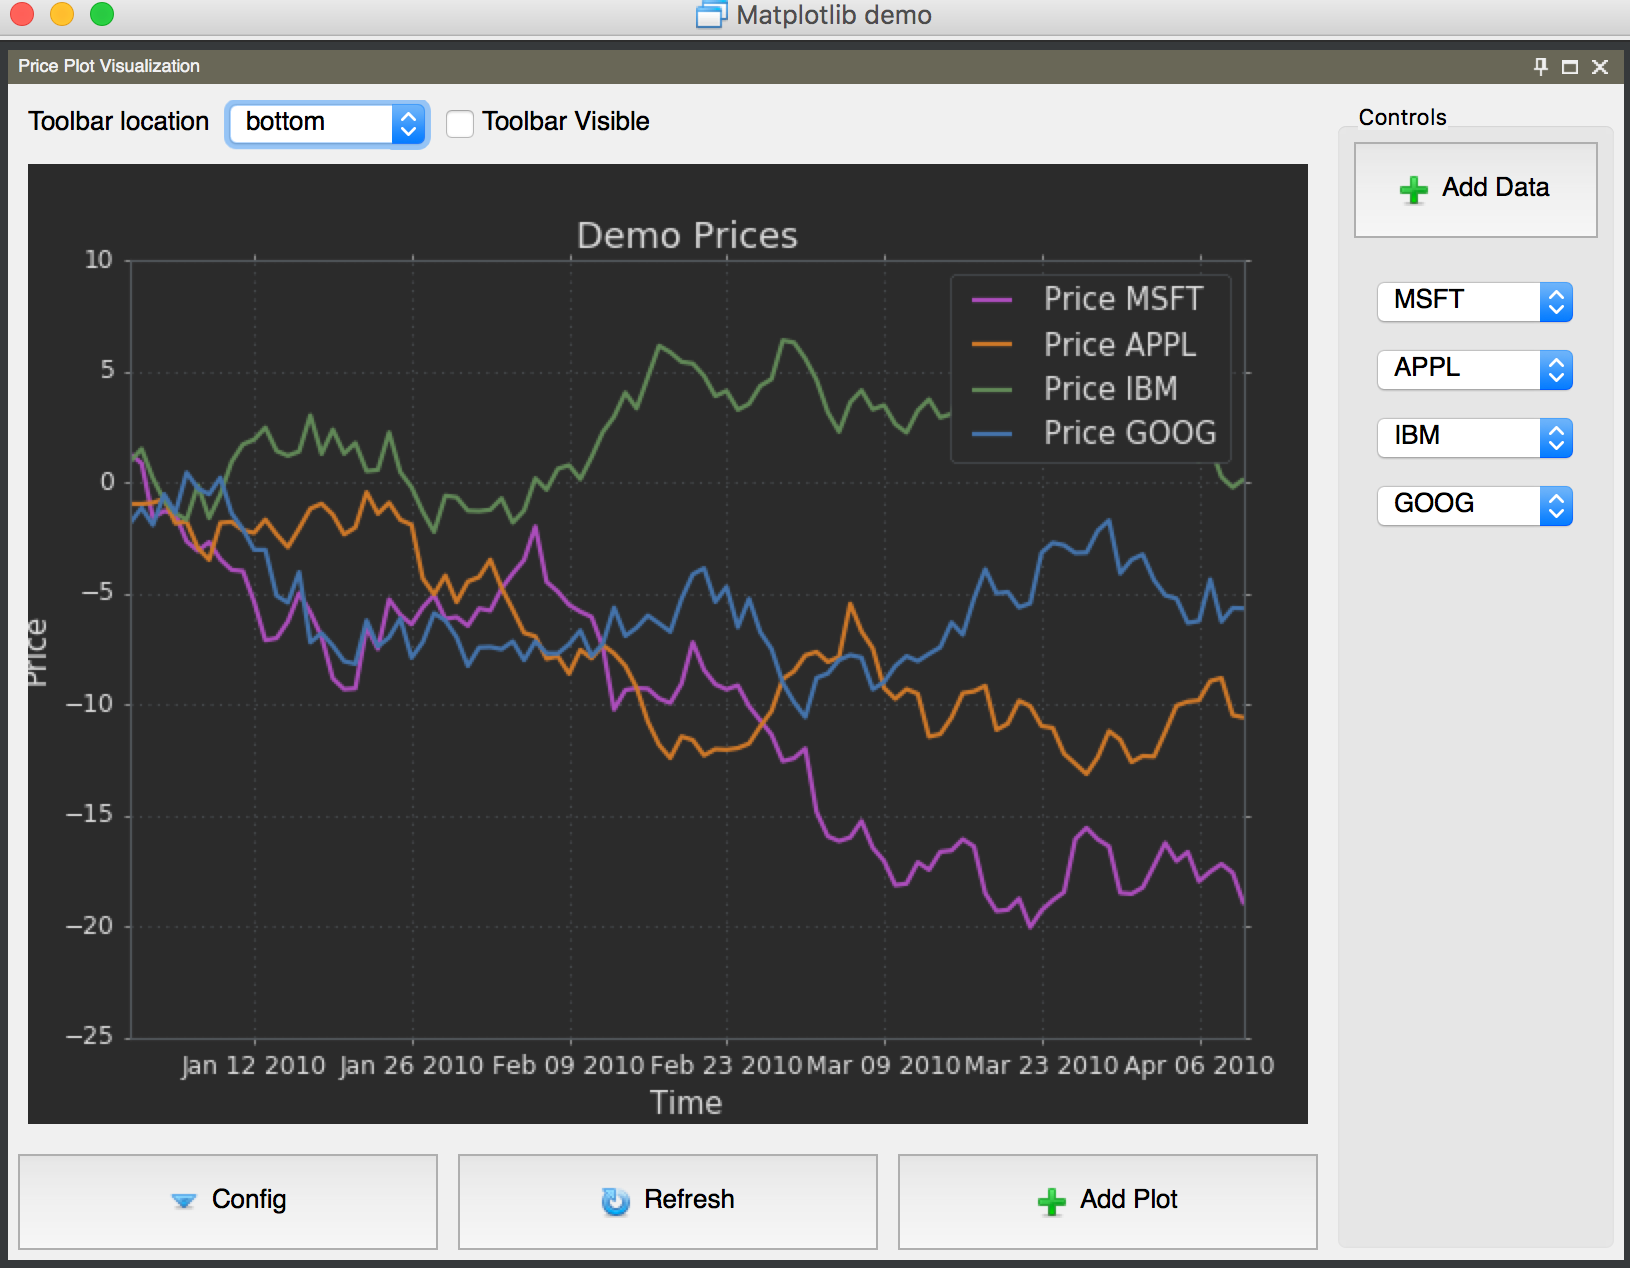 Matplotlib demo
Price Plot Visualization
Toolbar location bottom Toolbar Visible
Controls
Add Data
MSFT
APPL
IBM
GOOG
Demo Prices
10
5
0
−5
−10
−15
−20
−25
Price
Price MSFT
Price APPL
Price IBM
Price GOOG
Jan 12 2010 Jan 26 2010 Feb 09 2010 Feb 23 2010 Mar 09 2010 Mar 23 2010 Apr 06 2010
Time
Config Refresh Add Plot